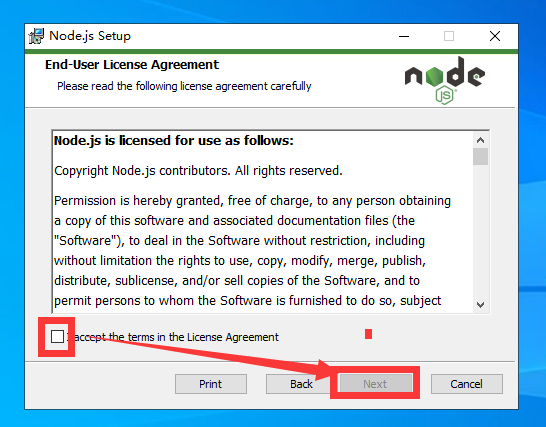 Node.js Setup
End-User License Agreement
Please read the following license agreement carefully
node
JS
Node.js is licensed for use as follows:
Copyright Node.js contributors. All rights reserved.
Permission is hereby granted, free of charge, to any person obtaining
a copy of this software and associated documentation files (the
"Software"), to deal in the Software without restriction, including
without limitation the rights to use, copy, modify, merge, publish,
distribute, sublicense, and/or sell copies of the Software, and to
permit persons to whom the Software is furnished to do so, subject
I accept the terms in the License Agreement
Print
Back
Next
Cancel